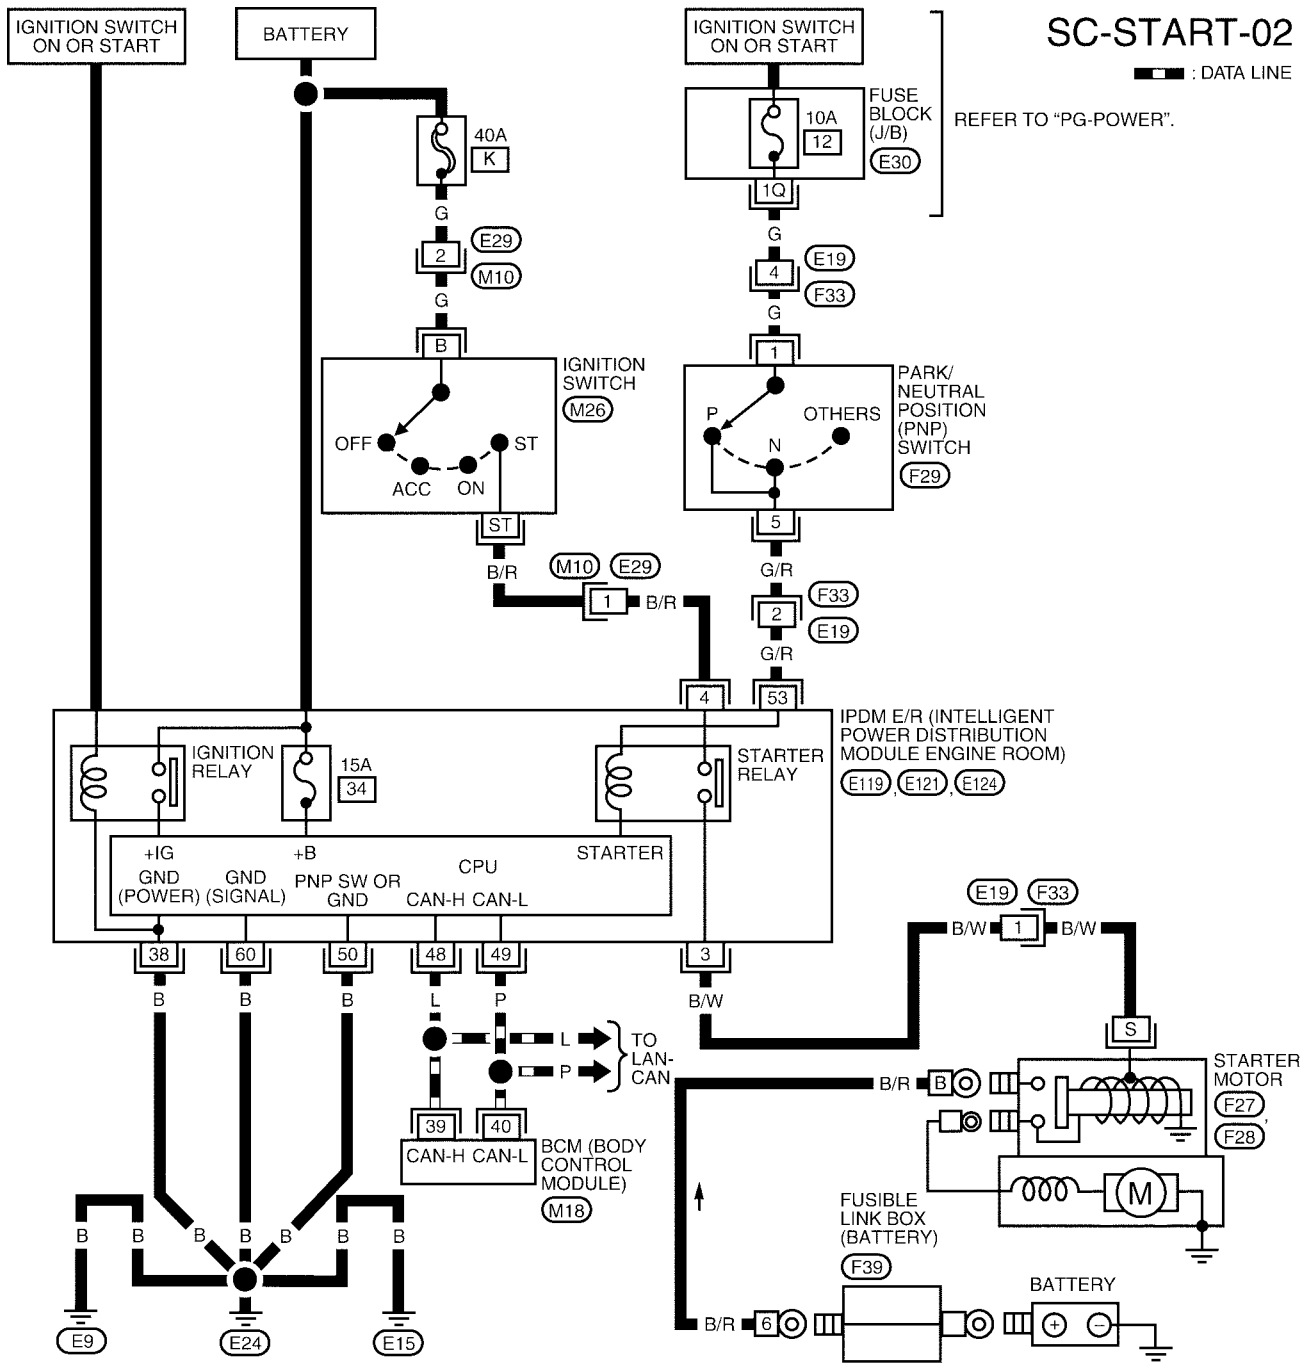 IGNITION SWITCH
ON OR START
BATTERY
IGNITION SWITCH
ON OR START
SC-START-02
: DATA LINE
FUSE
BLOCK
(J/B)
E30
REFER TO "PG-POWER".
40A
K
10A
12
1Q
G
2
E29
M10
G
B
G
4
E19
F33
G
1
IGNITION
SWITCH
M26
OFF
ACC
ON
ST
ST
PARK/
NEUTRAL
POSITION
(PNP)
SWITCH
F29
P
N
OTHERS
5
B/R
M10
E29
1
B/R
G/R
2
F33
E19
G/R
4
53
IPDM E/R (INTELLIGENT
POWER DISTRIBUTION
MODULE ENGINE ROOM)
E119 , E121 , E124
IGNITION
RELAY
15A
34
STARTER
RELAY
+IG
+B
CPU
STARTER
GND
(POWER)
GND
(SIGNAL)
PNP SW OR
GND
CAN-H
CAN-L
38
60
50
48
49
3
B
B
B
L
P
B/W
L
P
TO
LAN-
CAN
39
40
CAN-H
CAN-L
BCM (BODY
CONTROL
MODULE)
M18
E19
F33
B/W
1
B/W
S
STARTER
MOTOR
F27 ,
F28
B/R
B
M
B
B
B
B
B
B
B
E9
E24
E15
FUSIBLE
LINK BOX
(BATTERY)
F39
B/R
6
BATTERY
+
−